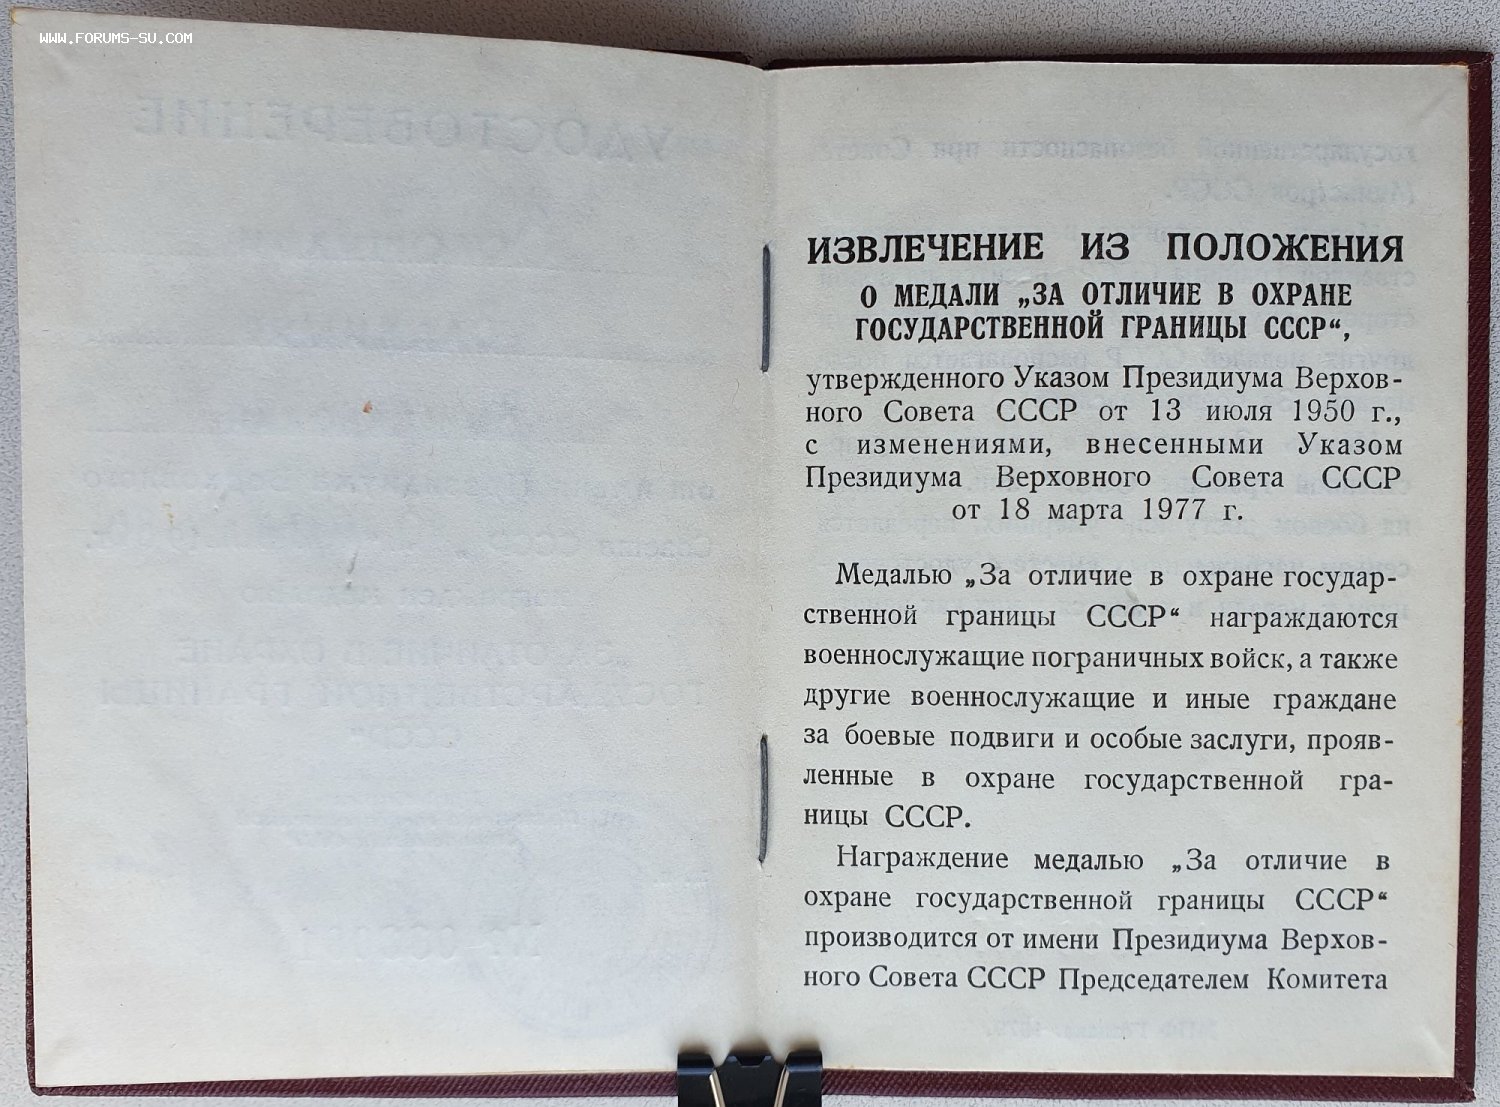 WWW.FORUMS-SU.COM
ИЗВЛЕЧЕНИЕ ИЗ ПОЛОЖЕНИЯ
О МЕДАЛИ „ЗА ОТЛИЧИЕ В ОХРАНЕ
ГОСУДАРСТВЕННОЙ ГРАНИЦЫ СССР“,
утвержденного Указом Президиума Верхов-
ного Совета СССР от 13 июля 1950 г.,
с изменениями, внесенными Указом
Президиума Верховного Совета СССР
от 18 марта 1977 г.
Медалью „За отличие в охране государ-
ственной границы СССР“ награждаются
военнослужащие пограничных войск, а также
другие военнослужащие и иные граждане
за боевые подвиги и особые заслуги, прояв-
ленные в охране государственной гра-
ницы СССР.
Награждение медалью „За отличие в
охране государственной границы СССР“
производится от имени Президиума Верхов-
ного Совета СССР Председателем Комитета